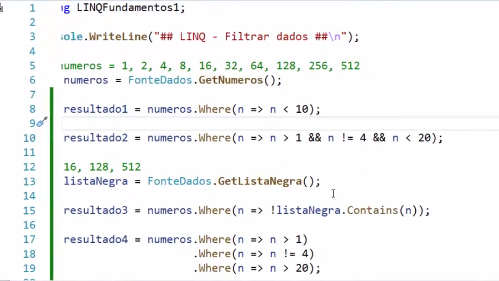 1 ng LINQFundamentos1;
2
3 sole.WriteLine("## LINQ - Filtrar dados ##\n");
4
5 numeros = 1, 2, 4, 8, 16, 32, 64, 128, 256, 512
6 numeros = FonteDados.GetNumeros();
7
8 resultado1 = numeros.Where(n => n < 10);
9
10 resultado2 = numeros.Where(n => n > 1 && n != 4 && n < 20);
11
12 16, 128, 512
13 listaNegra = FonteDados.GetListaNegra();
14
15 resultado3 = numeros.Where(n => !listaNegra.Contains(n));
16
17 resultado4 = numeros.Where(n => n > 1)
18 .Where(n => n != 4)
19 .Where(n => n > 20);